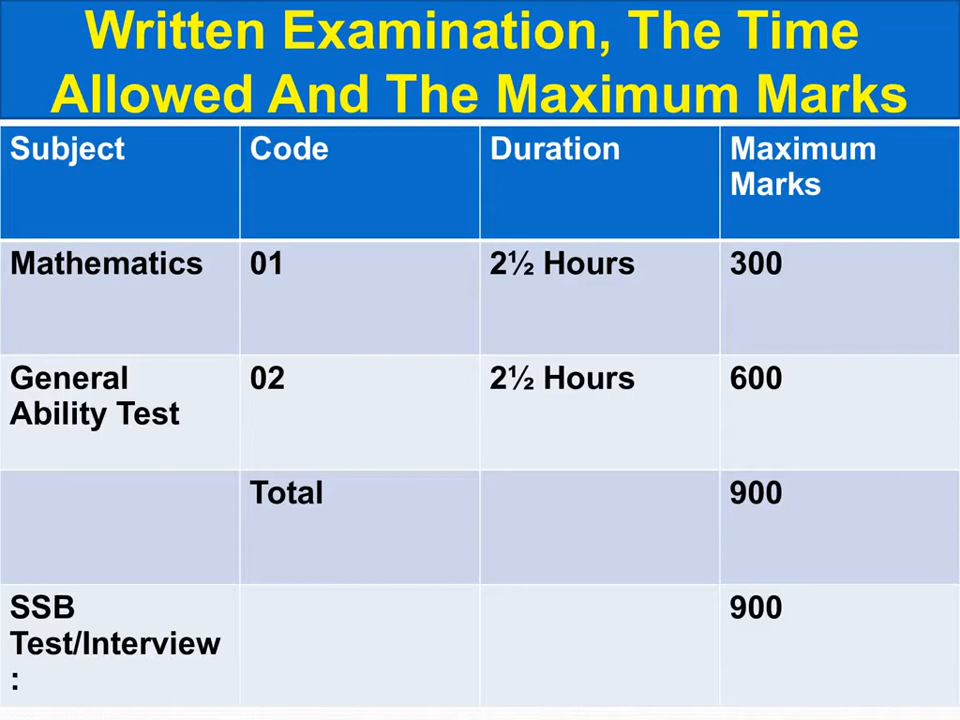 Written Examination, The Time
Allowed And The Maximum Marks
Subject Code Duration Maximum
Marks
Mathematics 01 2½ Hours 300
General 02 2½ Hours 600
Ability Test
Total 900
SSB 900
Test/Interview
: